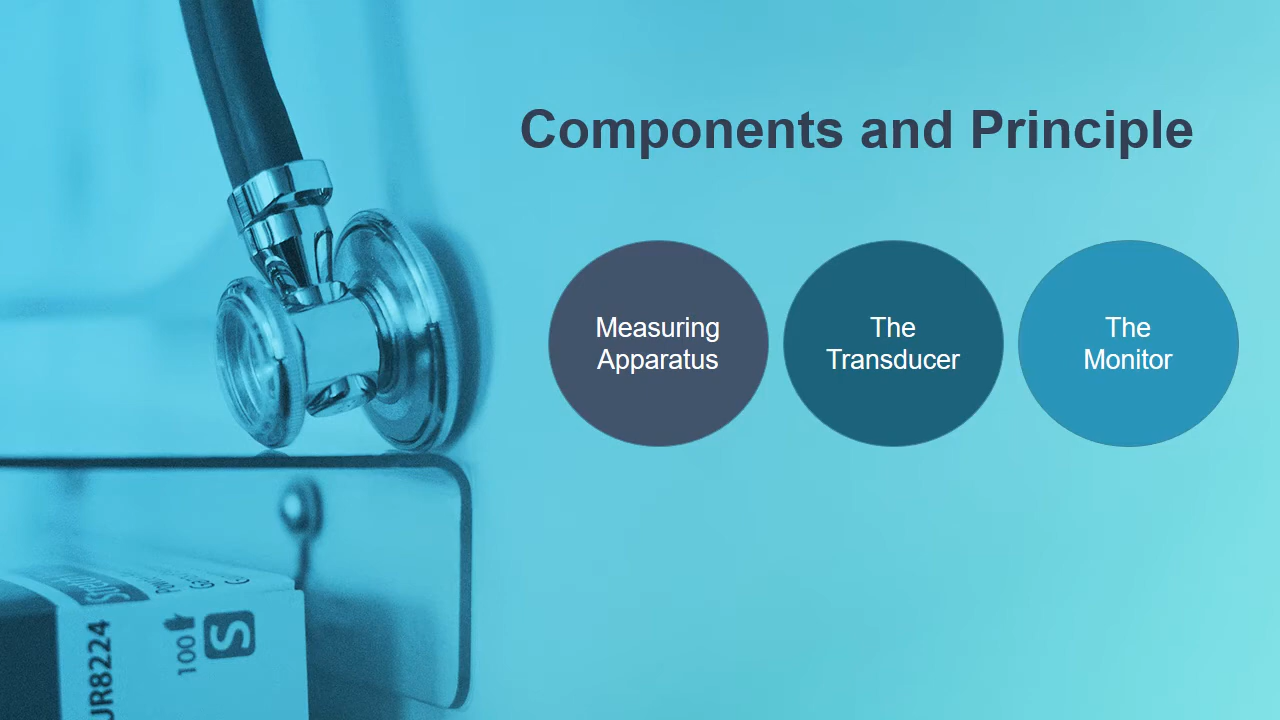 Components and Principle
Measuring
Apparatus
The
Transducer
The
Monitor
UR8224
100
S